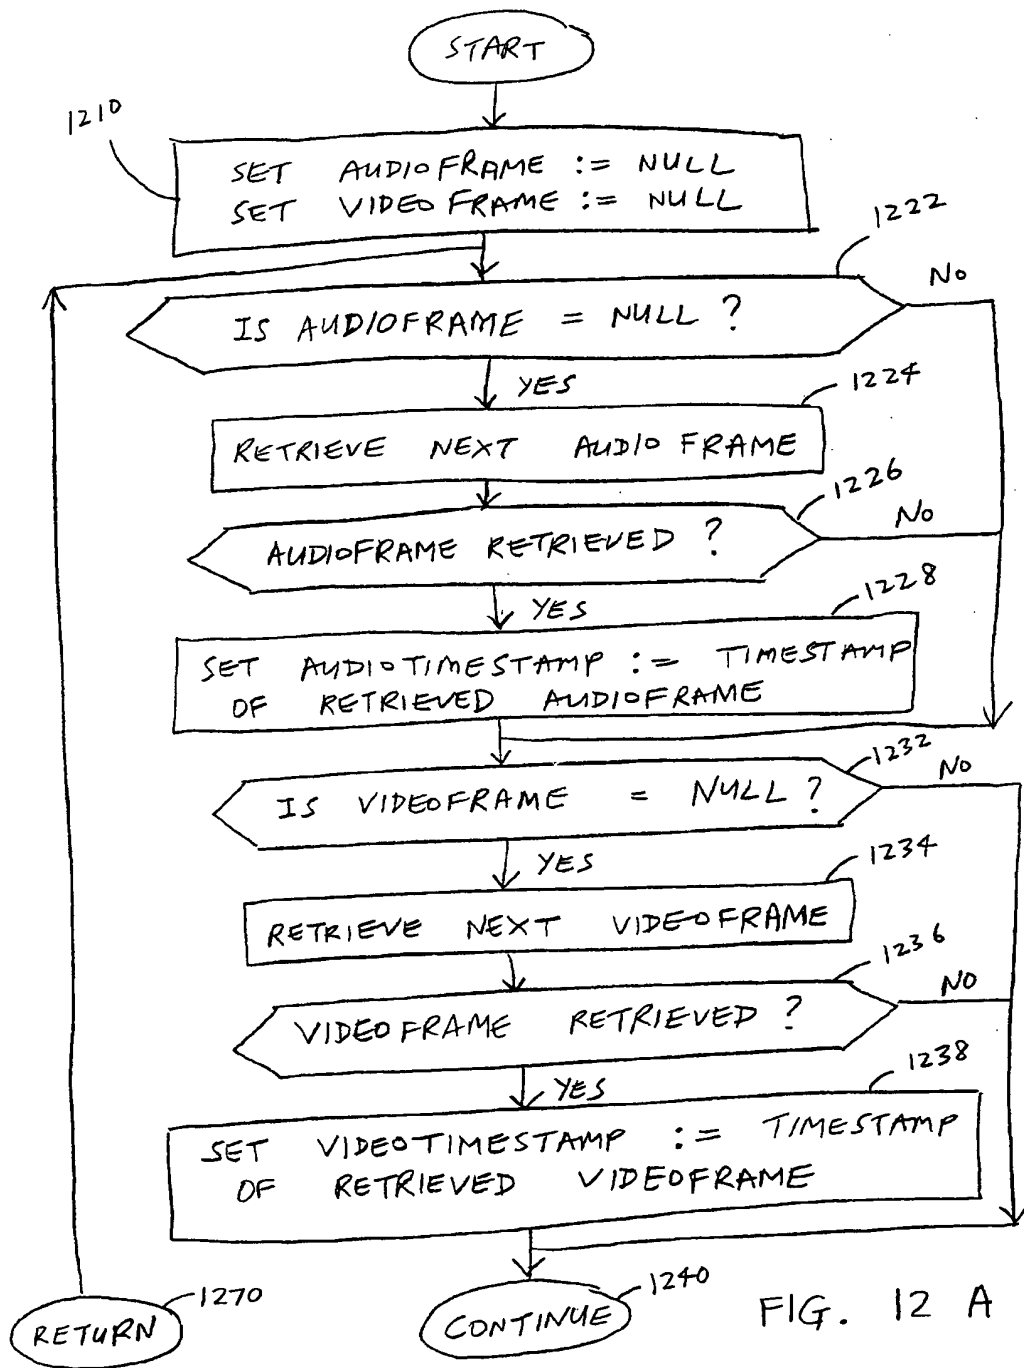 START
1210
SET AUDIOFRAME := NULL
SET VIDEOFRAME := NULL
1222
IS AUDIOFRAME = NULL ?
NO
YES
1224
RETRIEVE NEXT AUDIO FRAME
1226
AUDIOFRAME RETRIEVED ?
NO
YES
1228
SET AUDIOTIMESTAMP := TIMESTAMP
OF RETRIEVED AUDIOFRAME
1232
IS VIDEOFRAME = NULL ?
NO
YES
1234
RETRIEVE NEXT VIDEOFRAME
1236
VIDEOFRAME RETRIEVED ?
NO
YES
1238
SET VIDEOTIMESTAMP := TIMESTAMP
OF RETRIEVED VIDEOFRAME
RETURN
1270
CONTINUE
1240
FIG. 12 A